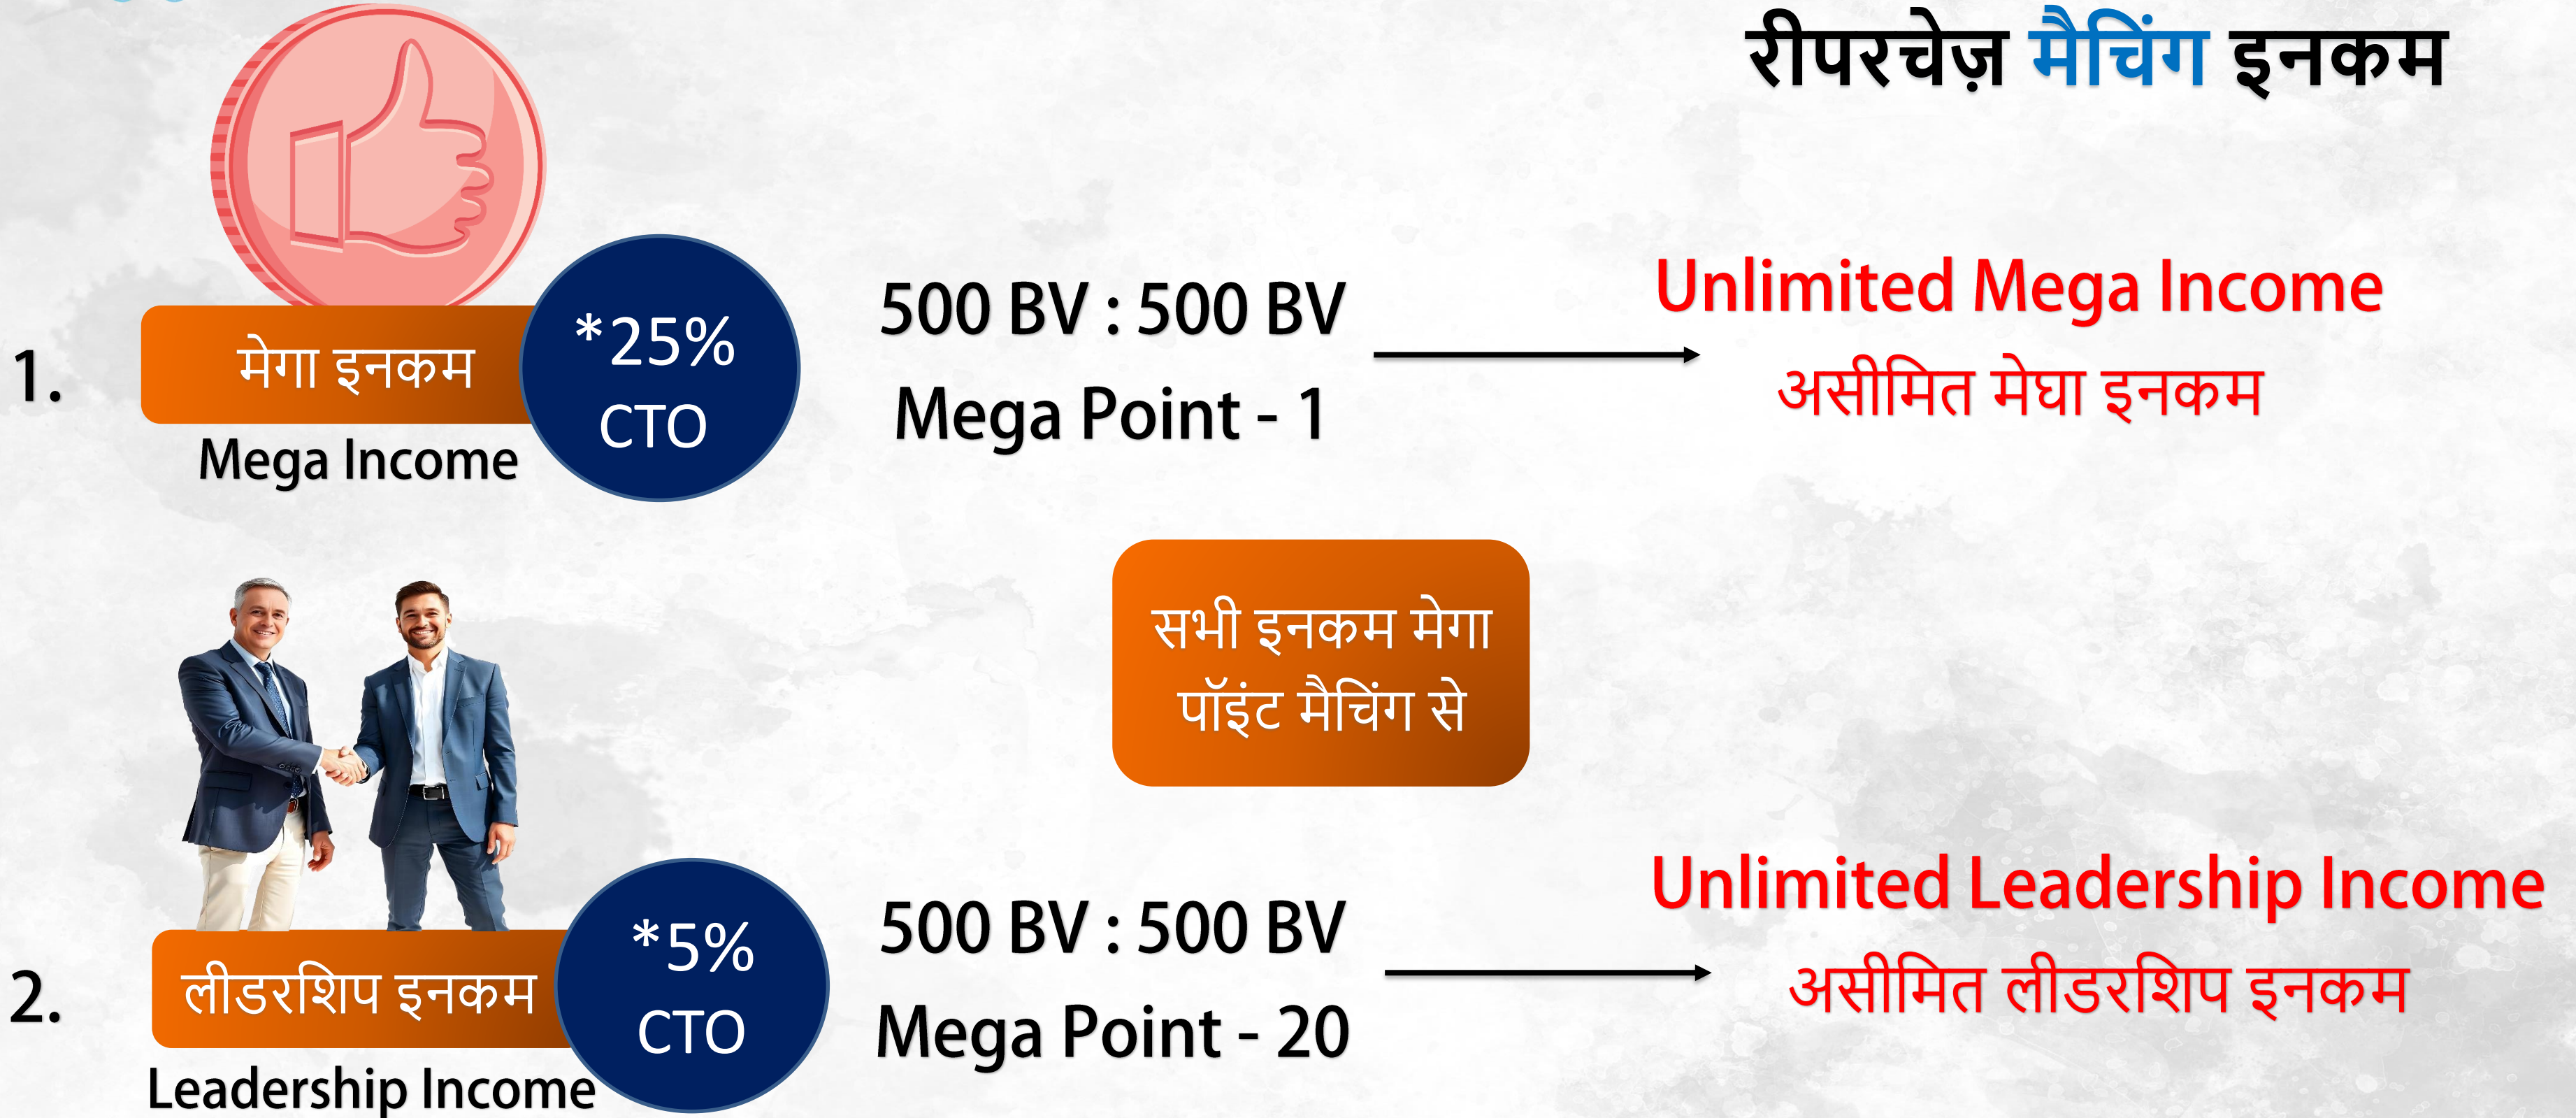 रीपरचेज़ मैचिंग इनकम
1.
मेगा इनकम
Mega Income
*25%
CTO
500 BV : 500 BV
Mega Point - 1
Unlimited Mega Income
असीमित मेघा इनकम
सभी इनकम मेगा
पॉइंट मैचिंग से
2.
लीडरशिप इनकम
Leadership Income
*5%
CTO
500 BV : 500 BV
Mega Point - 20
Unlimited Leadership Income
असीमित लीडरशिप इनकम